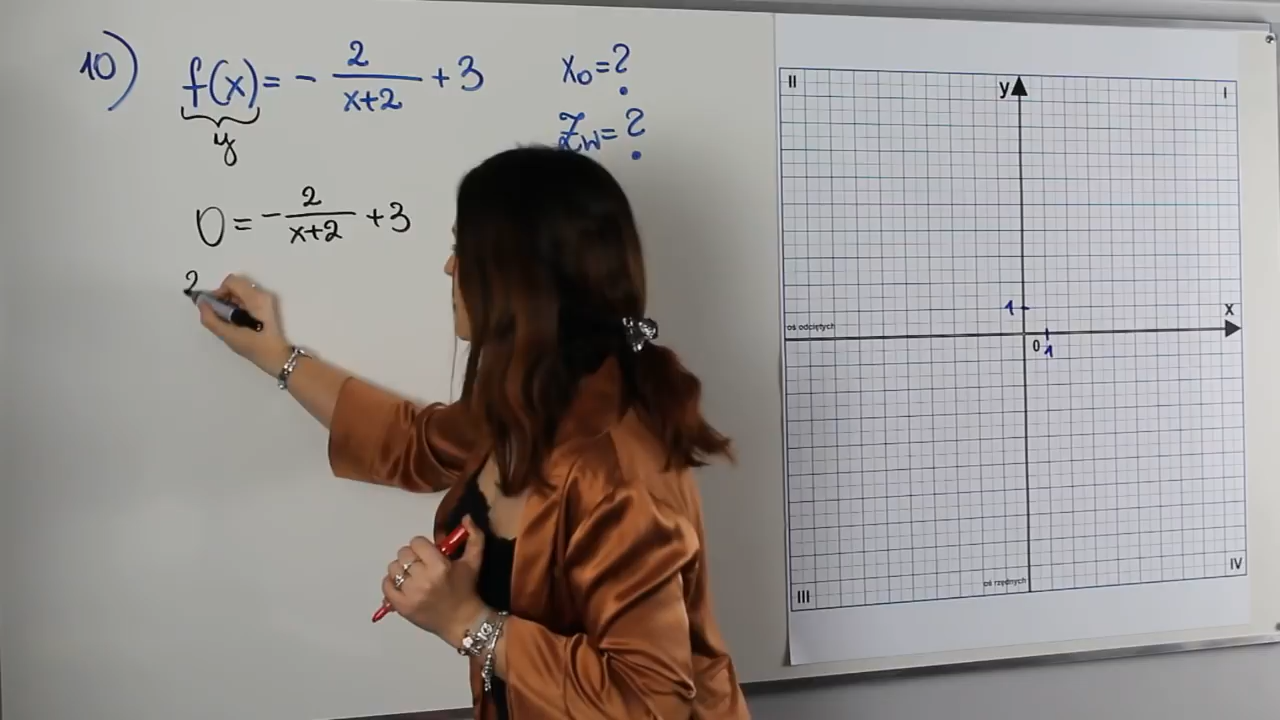 10) f(x) = - 2/(x+2) + 3
y
x₀ = ?
Zw = ?
0 = - 2/(x+2) + 3
2
II
y
I
1
x
oś odciętych
0
1
oś rzędnych
III
IV